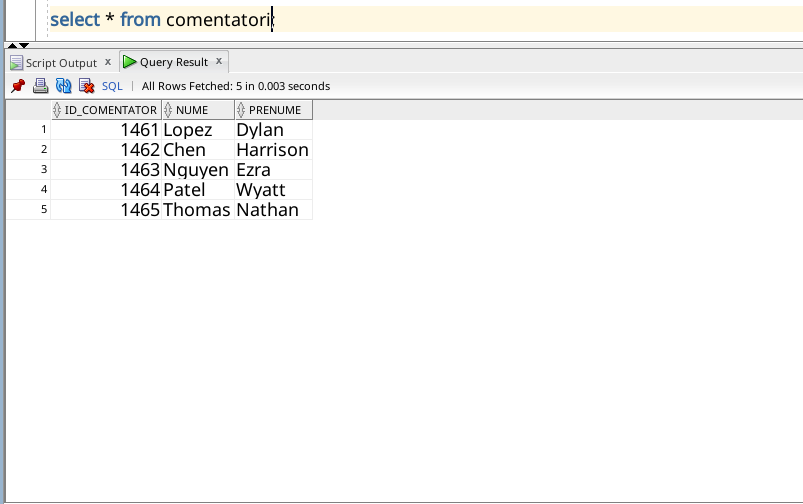 select * from comentatori;
Script Output x Query Result x
SQL | All Rows Fetched: 5 in 0.003 seconds
ID_COMENTATOR NUME PRENUME
1 1461 Lopez Dylan
2 1462 Chen Harrison
3 1463 Nguyen Ezra
4 1464 Patel Wyatt
5 1465 Thomas Nathan